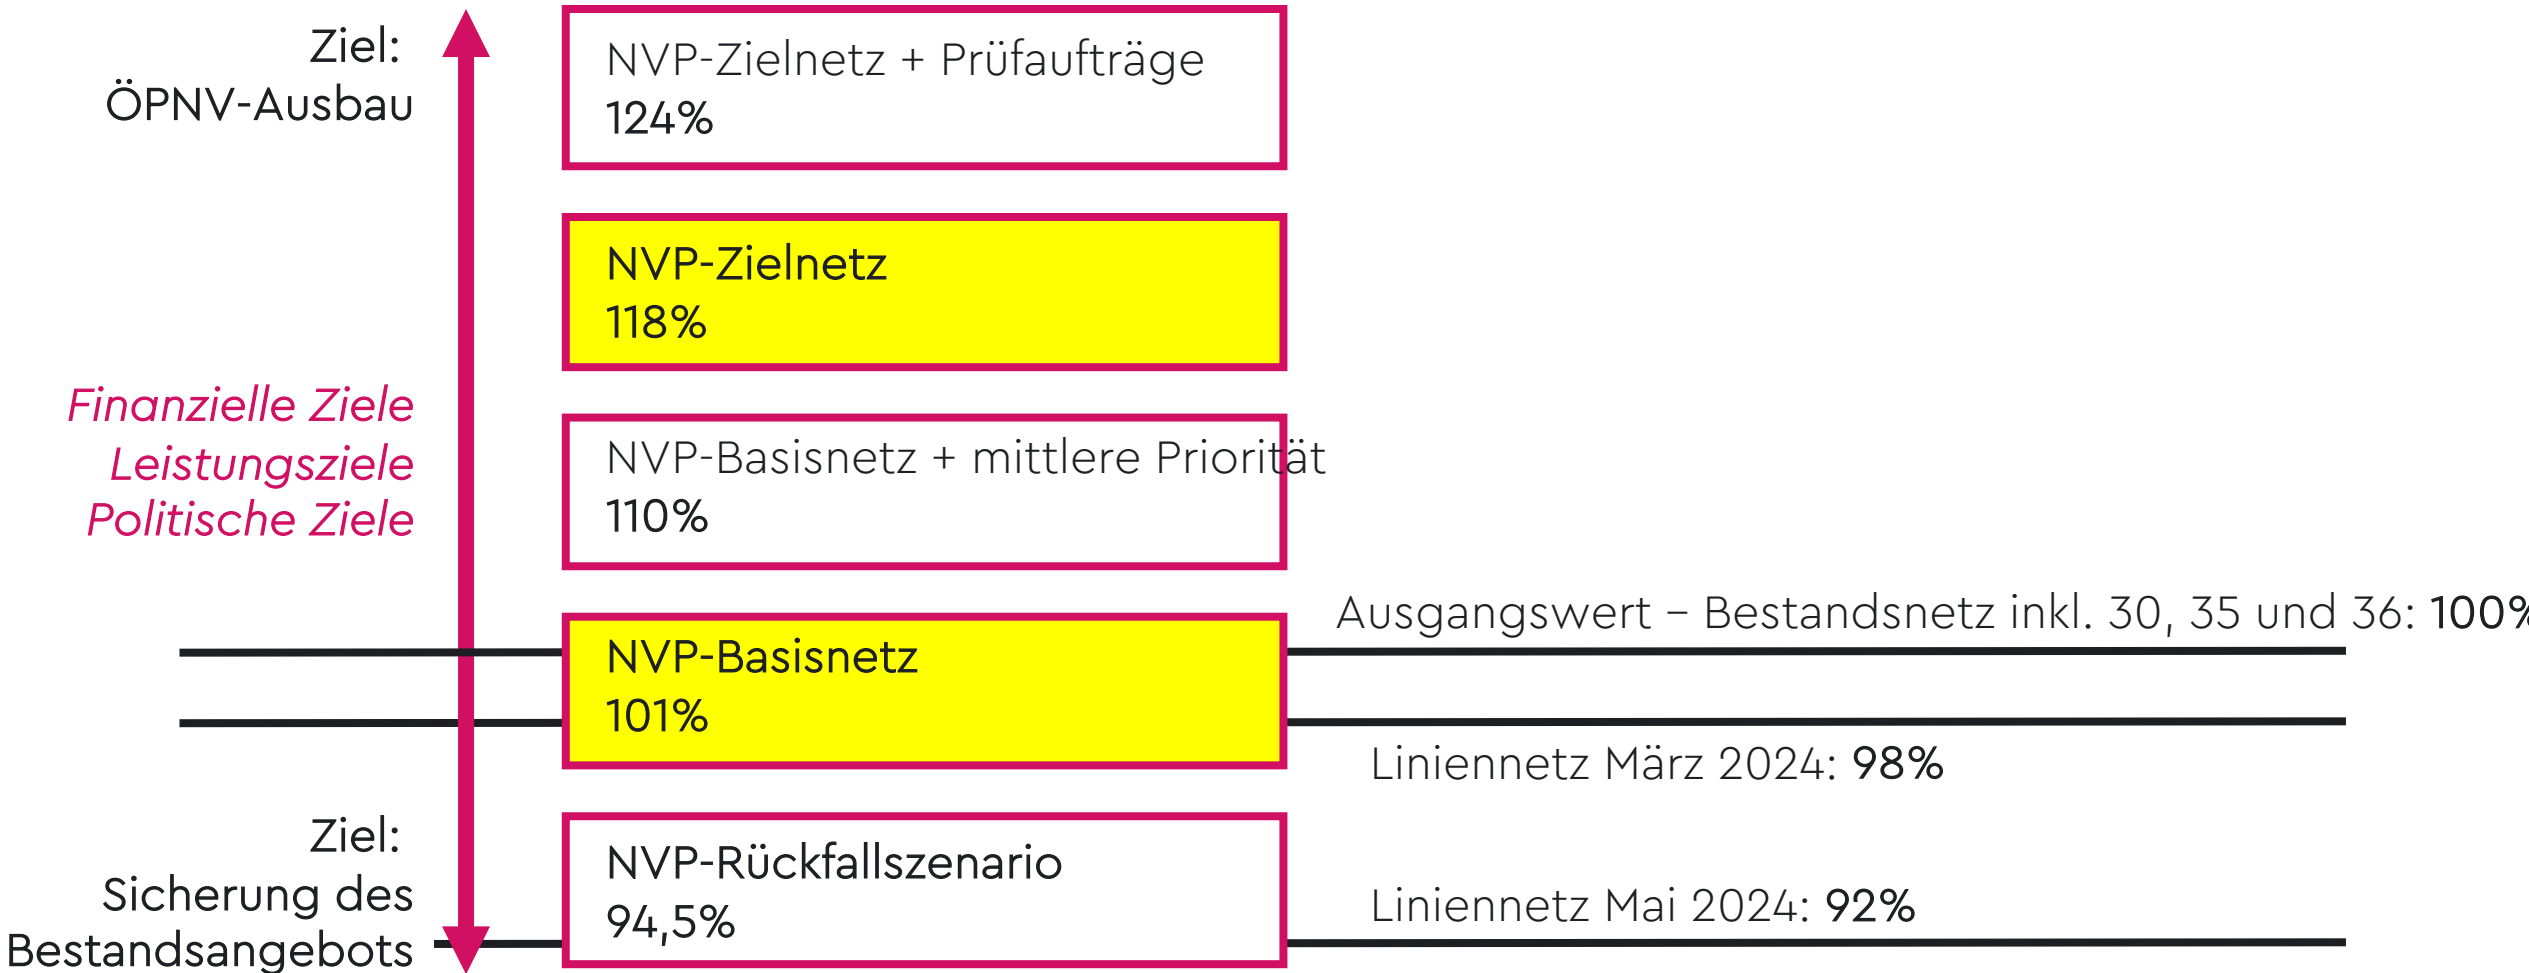 Ziel:
ÖPNV-Ausbau
NVP-Zielnetz + Prüfaufträge
124%
NVP-Zielnetz
118%
Finanzielle Ziele
Leistungsziele
Politische Ziele
NVP-Basisnetz + mittlere Priorität
110%
Ausgangswert – Bestandsnetz inkl. 30, 35 und 36: 100%
NVP-Basisnetz
101%
Liniennetz März 2024: 98%
Ziel:
Sicherung des
Bestandsangebots
NVP-Rückfallszenario
94,5%
Liniennetz Mai 2024: 92%